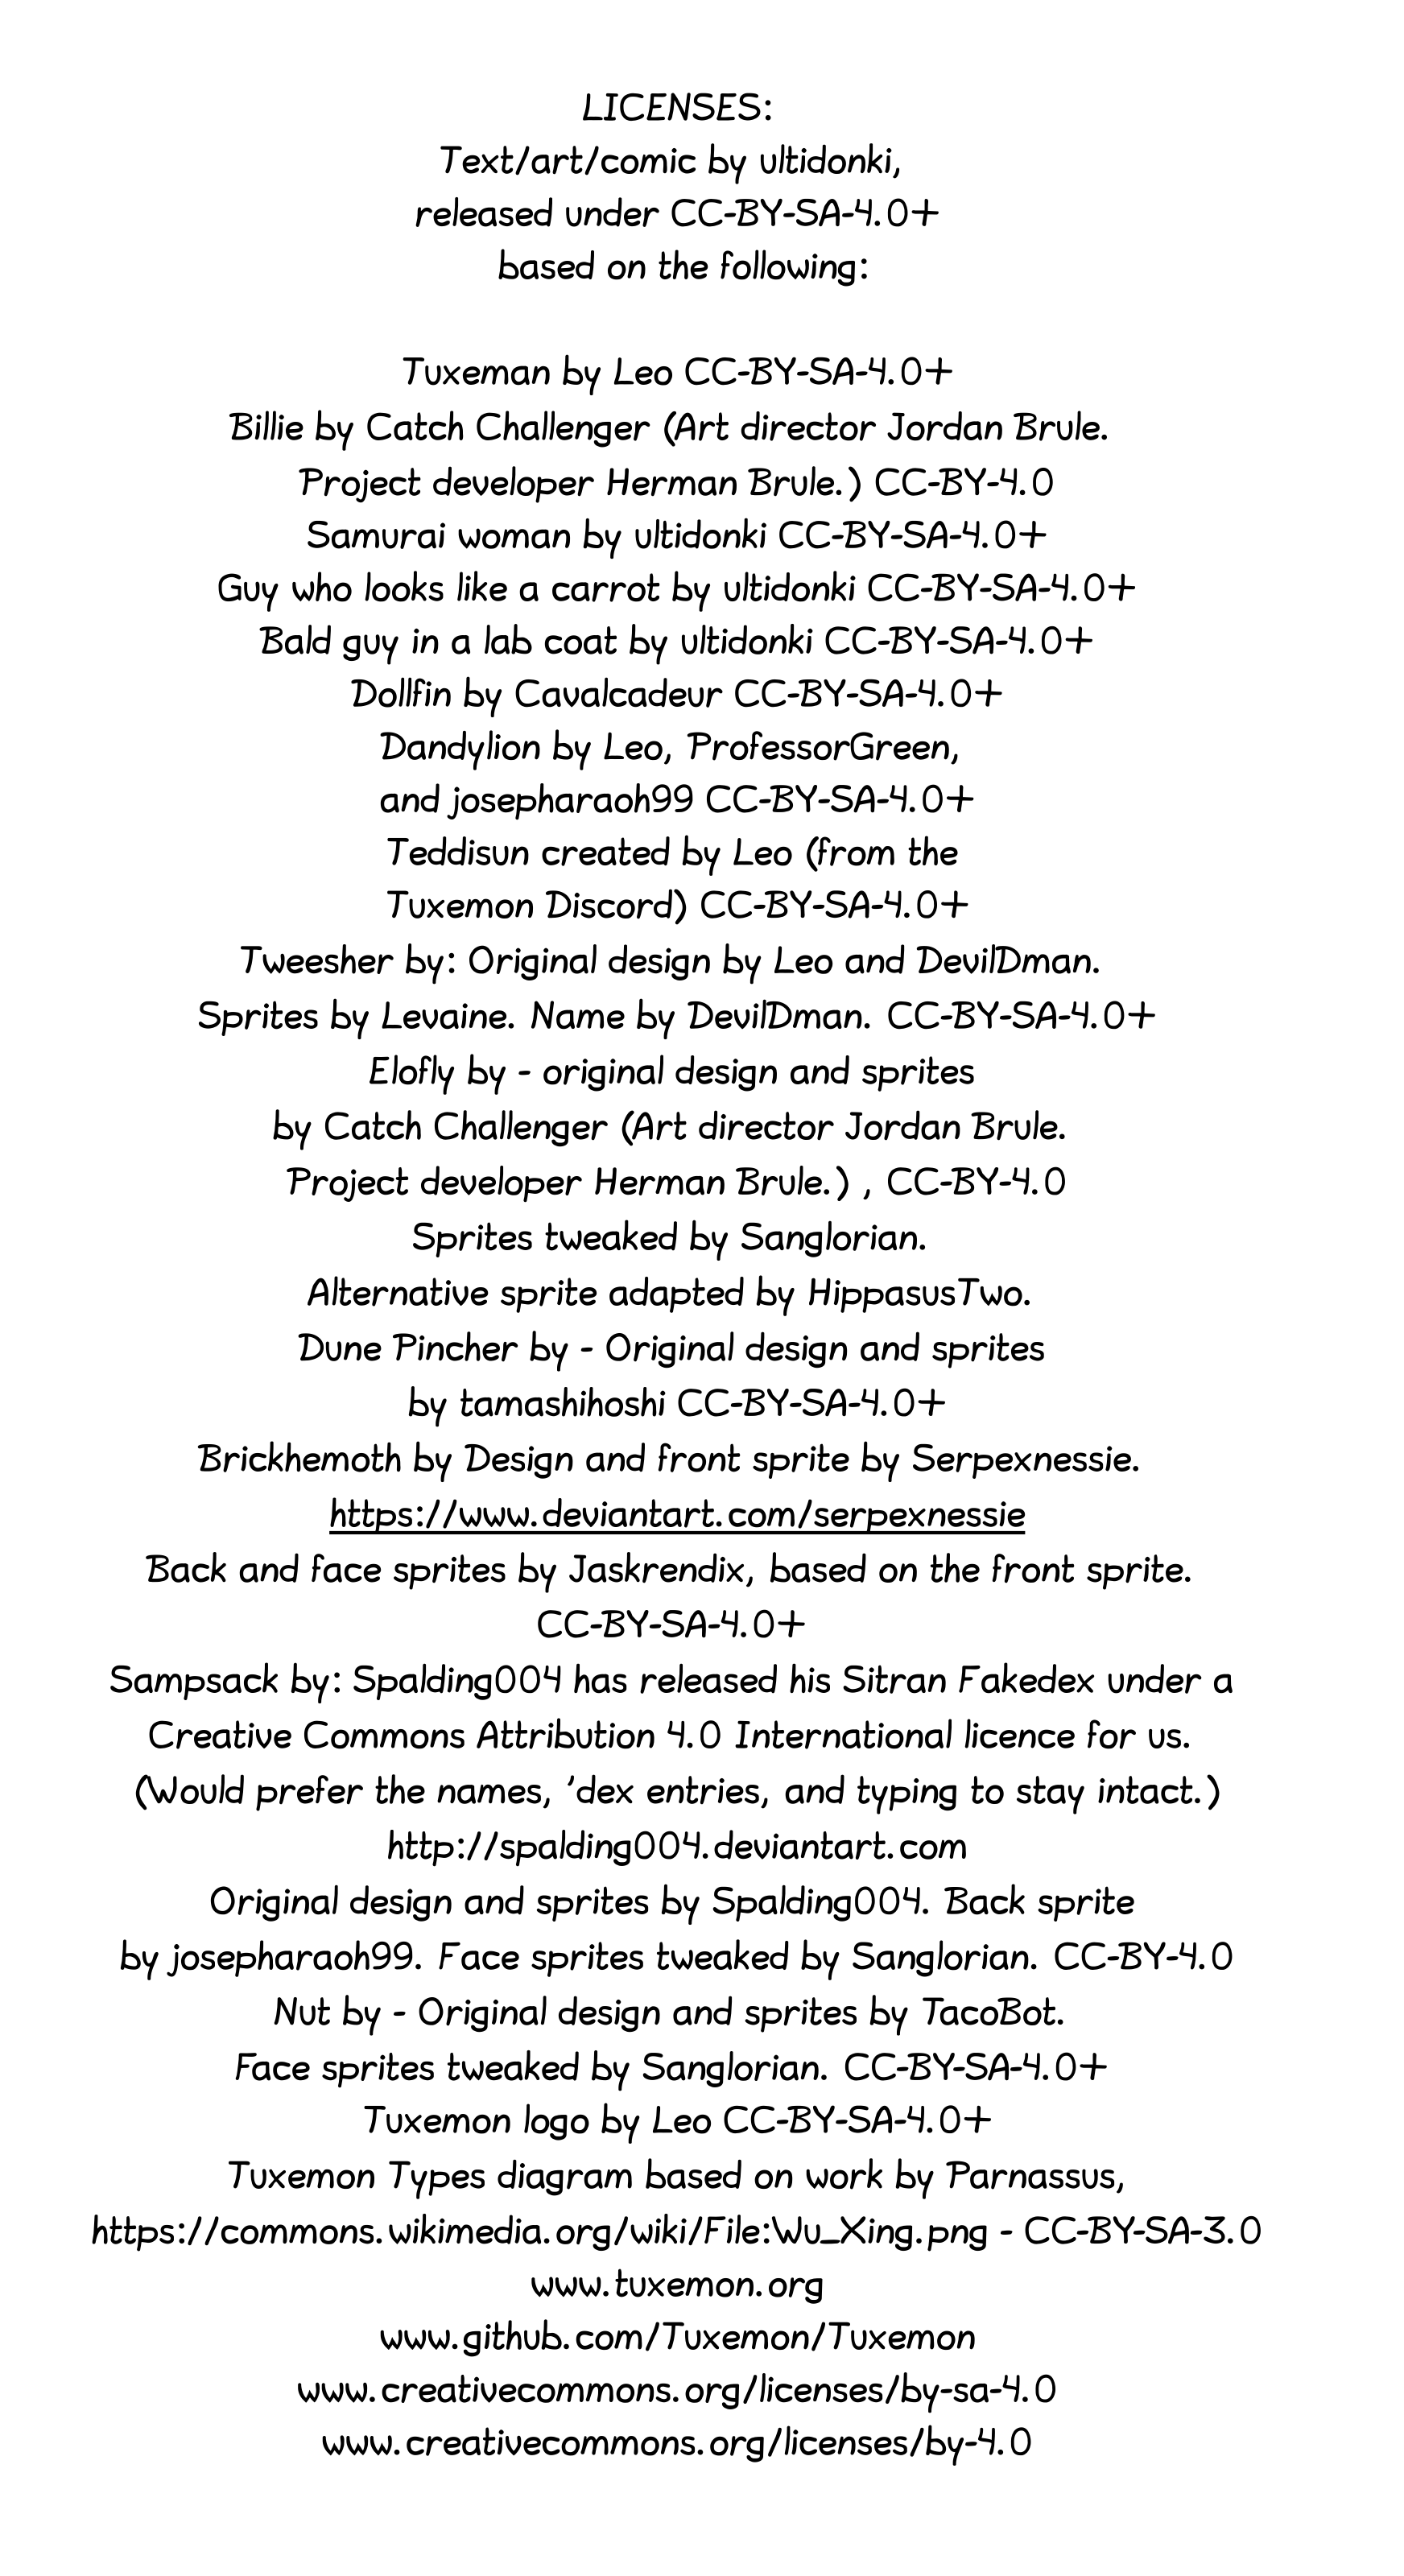 LICENSES:
Text/art/comic by ultidonki,
released under CC-BY-SA-4.0+
based on the following:
Tuxeman by Leo CC-BY-SA-4.0+
Billie by Catch Challenger (Art director Jordan Brule.
Project developer Herman Brule.) CC-BY-4.0
Samurai woman by ultidonki CC-BY-SA-4.0+
Guy who looks like a carrot by ultidonki CC-BY-SA-4.0+
Bald guy in a lab coat by ultidonki CC-BY-SA-4.0+
Dollfin by Cavalcadeur CC-BY-SA-4.0+
Dandylion by Leo, ProfessorGreen,
and josepharaoh99 CC-BY-SA-4.0+
Teddisun created by Leo (from the
Tuxemon Discord) CC-BY-SA-4.0+
Tweesher by: Original design by Leo and DevilDman.
Sprites by Levaine. Name by DevilDman. CC-BY-SA-4.0+
Elofly by - original design and sprites
by Catch Challenger (Art director Jordan Brule.
Project developer Herman Brule.) , CC-BY-4.0
Sprites tweaked by Sanglorian.
Alternative sprite adapted by HippasusTwo.
Dune Pincher by - Original design and sprites
by tamashihoshi CC-BY-SA-4.0+
Brickhemoth by Design and front sprite by Serpexnessie.
https://www.deviantart.com/serpexnessie
Back and face sprites by Jaskrendix, based on the front sprite.
CC-BY-SA-4.0+
Sampsack by: Spalding004 has released his Sitran Fakedex under a
Creative Commons Attribution 4.0 International licence for us.
(Would prefer the names, 'dex entries, and typing to stay intact.)
http://spalding004.deviantart.com
Original design and sprites by Spalding004. Back sprite
by josepharaoh99. Face sprites tweaked by Sanglorian. CC-BY-4.0
Nut by - Original design and sprites by TacoBot.
Face sprites tweaked by Sanglorian. CC-BY-SA-4.0+
Tuxemon logo by Leo CC-BY-SA-4.0+
Tuxemon Types diagram based on work by Parnassus,
https://commons.wikimedia.org/wiki/File:Wu_Xing.png - CC-BY-SA-3.0
www.tuxemon.org
www.github.com/Tuxemon/Tuxemon
www.creativecommons.org/licenses/by-sa-4.0
www.creativecommons.org/licenses/by-4.0